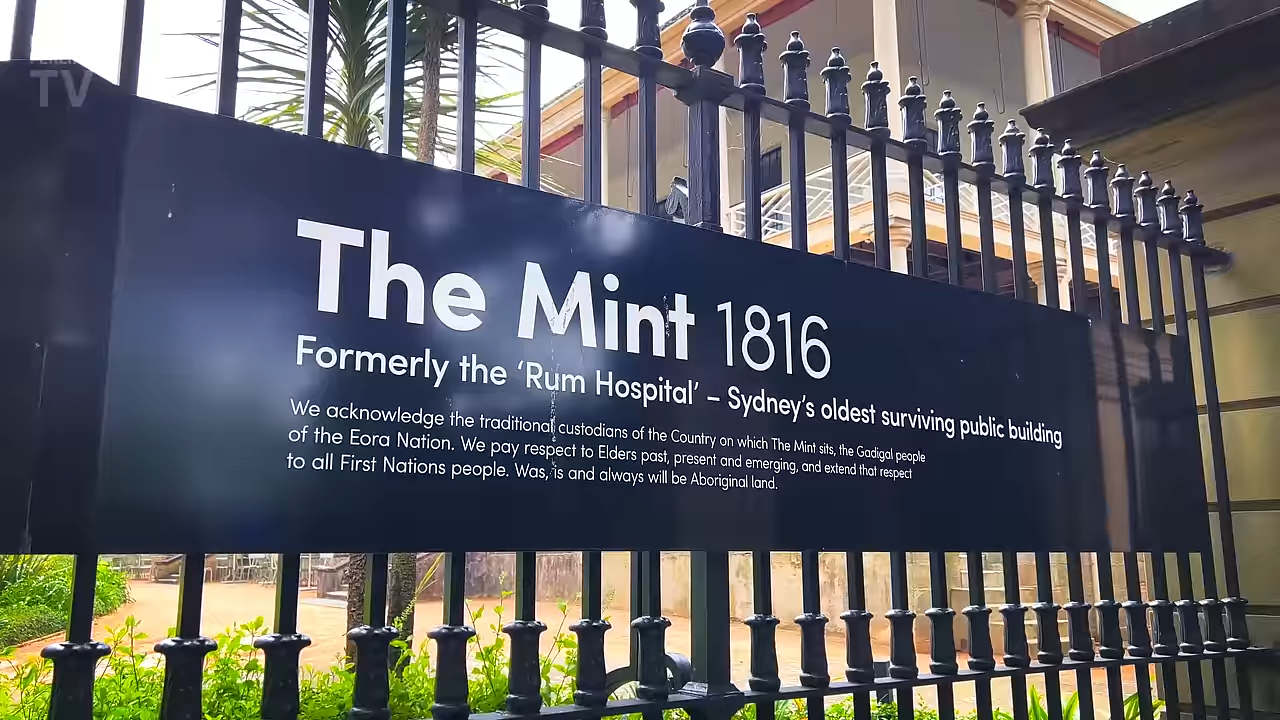 TV
The Mint 1816
Formerly the ‘Rum Hospital’ – Sydney’s oldest surviving public building
We acknowledge the traditional custodians of the Country on which The Mint sits, the Gadigal people
of the Eora Nation. We pay respect to Elders past, present and emerging, and extend that respect
to all First Nations people. Was, is and always will be Aboriginal land.